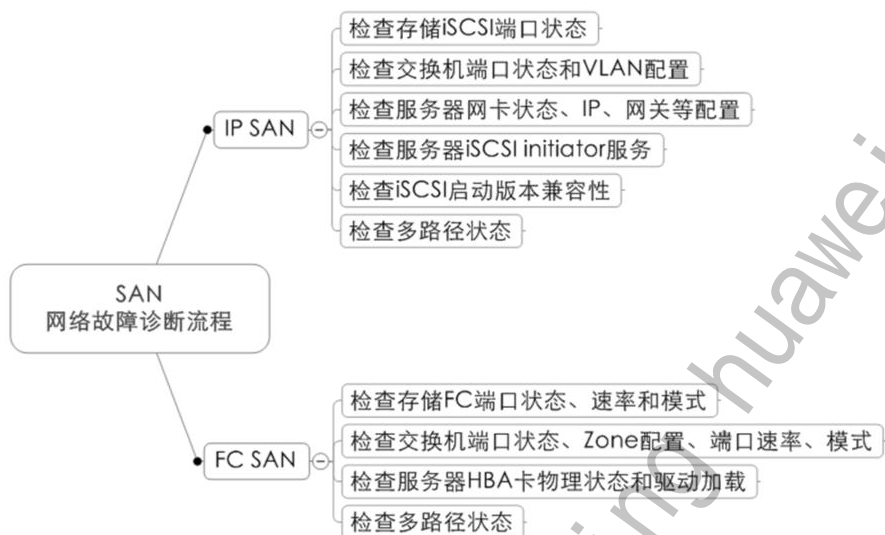 检查存储iSCSI端口状态
检查交换机端口状态和VLAN配置
检查服务器网卡状态、IP、网关等配置
IP SAN
检查服务器iSCSI initiator服务
检查iSCSI启动版本兼容性
检查多路径状态
SAN
网络故障诊断流程
检查存储FC端口状态、速率和模式
检查交换机端口状态、Zone配置、端口速率、模式
FC SAN
检查服务器HBA卡物理状态和驱动加载
检查多路径状态
ing huawei